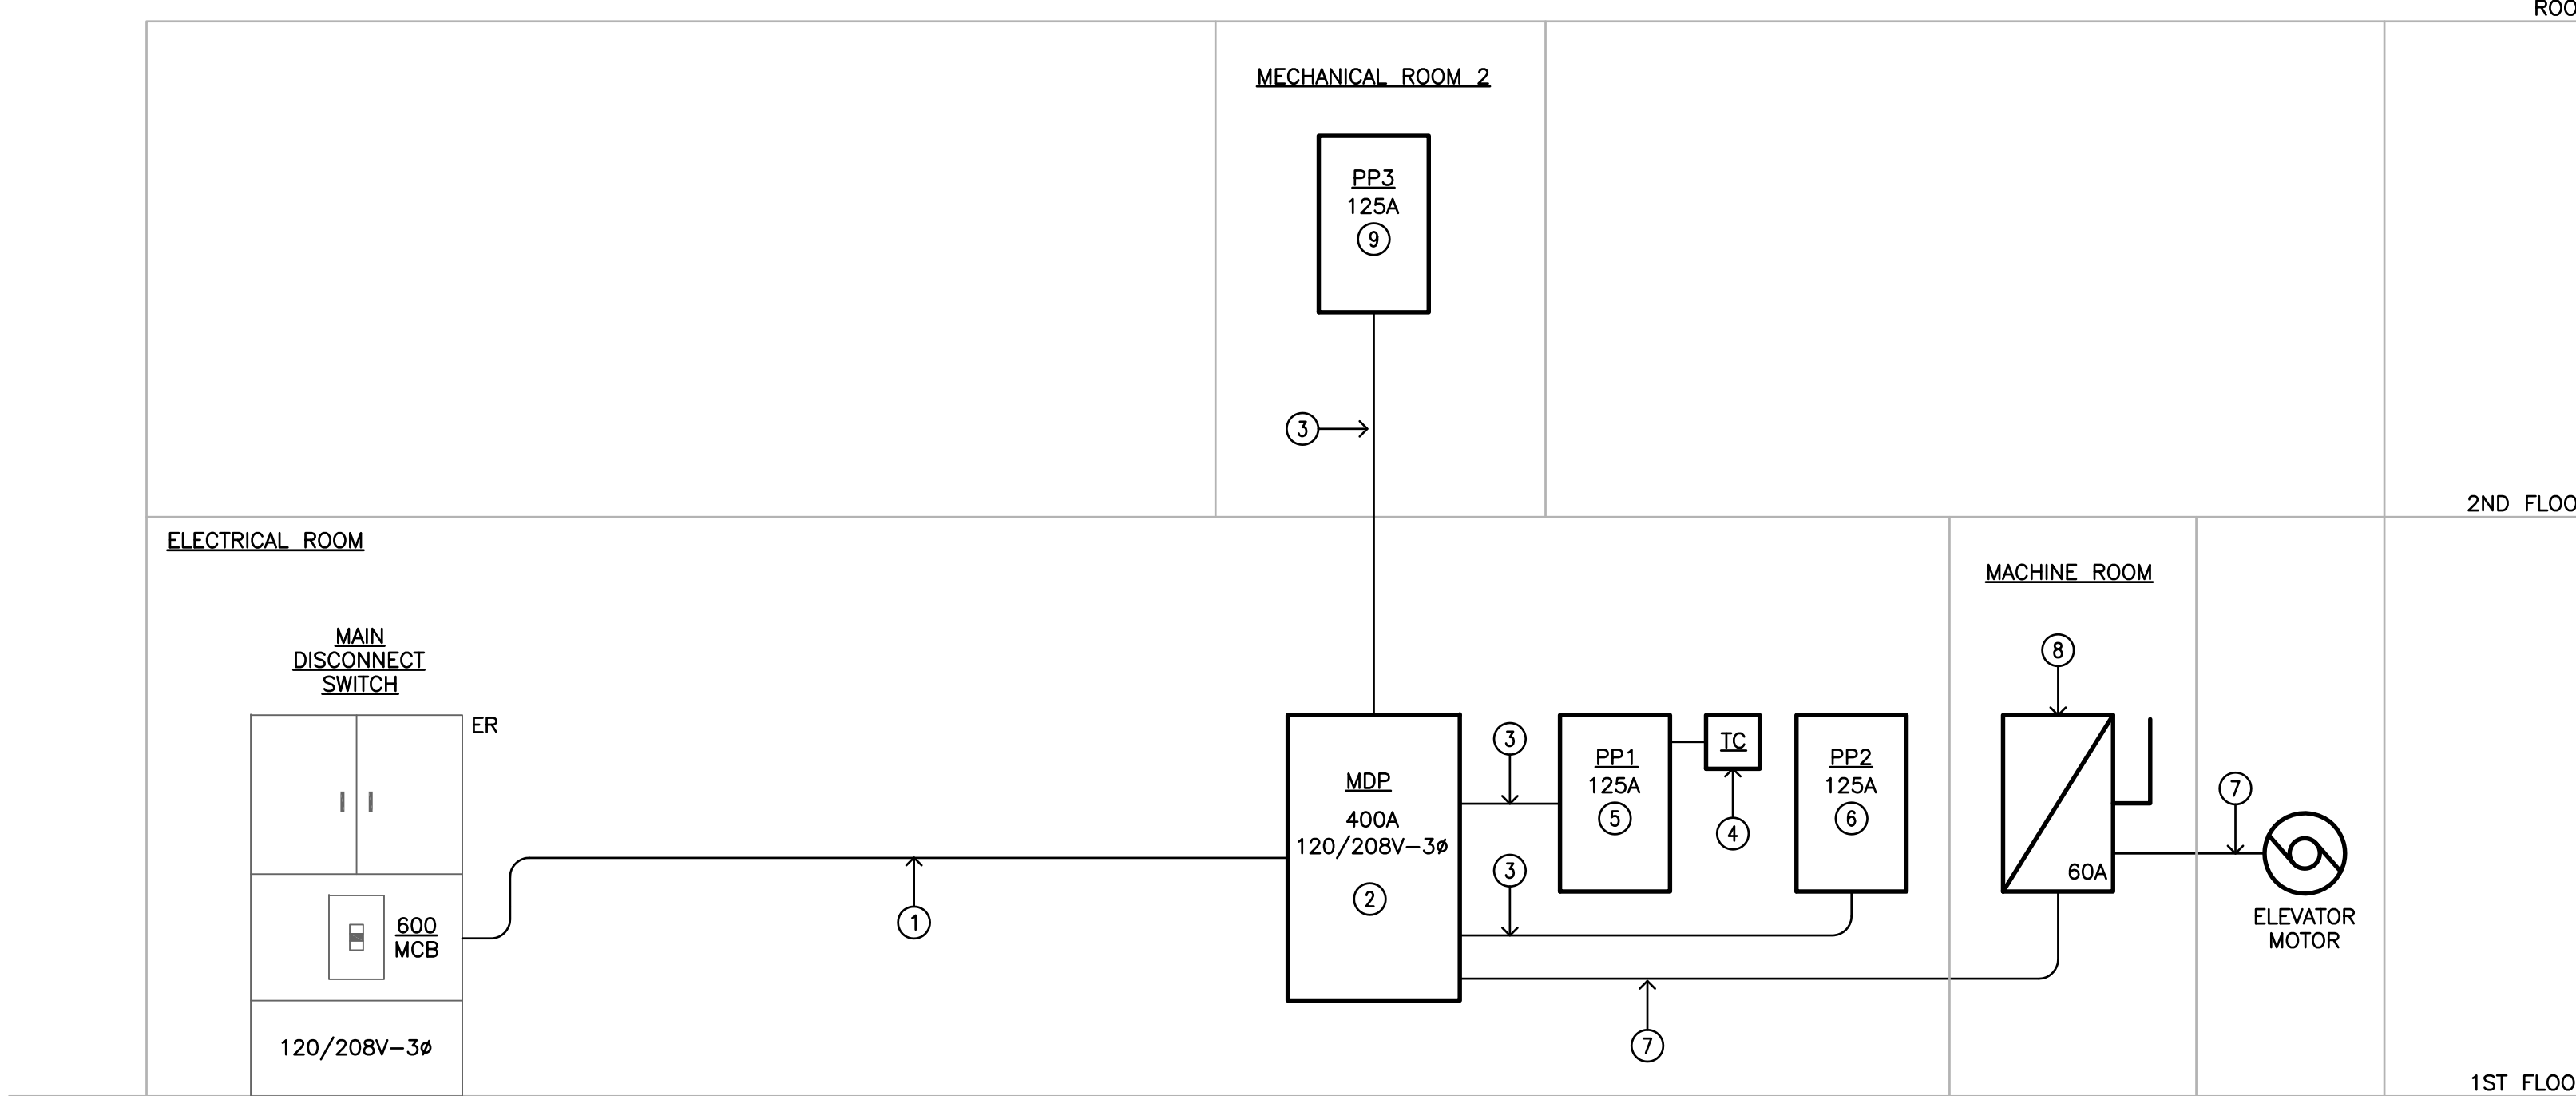 ROO
MECHANICAL ROOM 2
PP3
125A
9
3
2ND FLOO
ELECTRICAL ROOM
MACHINE ROOM
MAIN
DISCONNECT
SWITCH
ER
600
MCB
120/208V-3ø
1
MDP
400A
120/208V-3ø
2
3
3
7
PP1
125A
5
TC
4
PP2
125A
6
8
60A
7
ELEVATOR
MOTOR
1ST FLOO